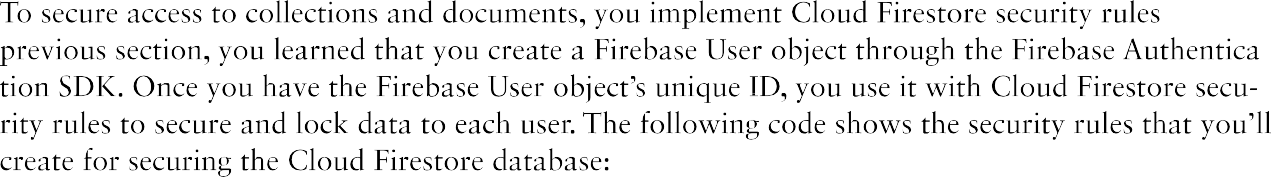 To secure access to collections and documents, you implement Cloud Firestore security rules
previous section, you learned that you create a Firebase User object through the Firebase Authentica
tion SDK. Once you have the Firebase User object’s unique ID, you use it with Cloud Firestore secu-
rity rules to secure and lock data to each user. The following code shows the security rules that you’ll
create for securing the Cloud Firestore database: